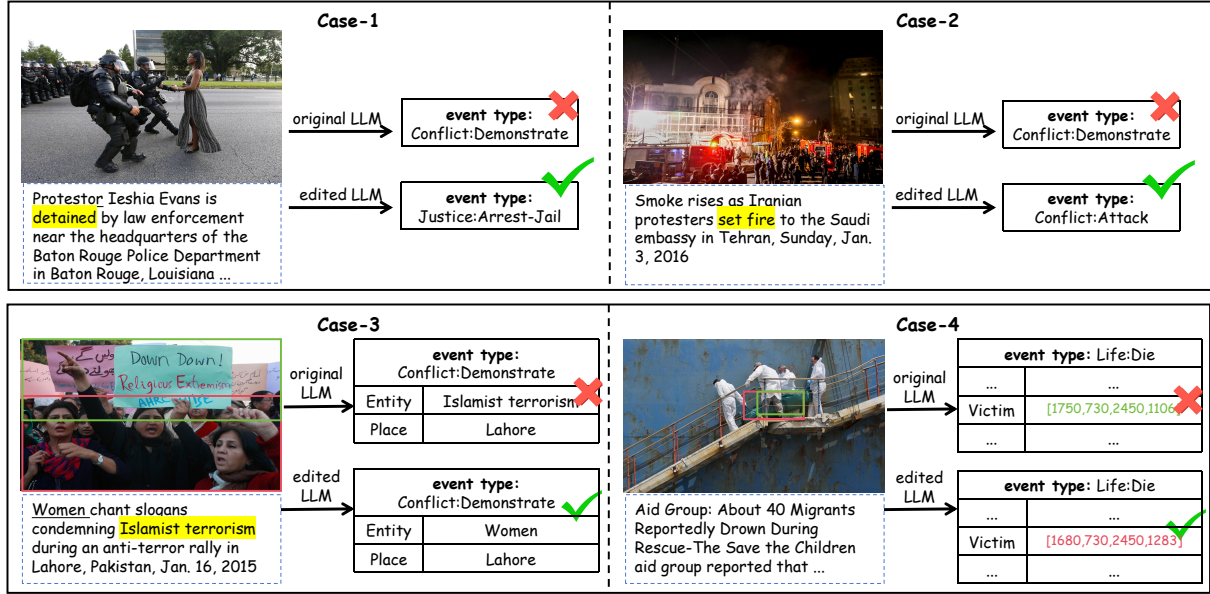 Case-1
original LLM
event type:
Conflict:Demonstrate
edited LLM
event type:
Justice:Arrest-Jail
Protestor Ieshia Evans is
detained by law enforcement
near the headquarters of the
Baton Rouge Police Department
in Baton Rouge, Louisiana ...
Case-2
original LLM
event type:
Conflict:Demonstrate
edited LLM
event type:
Conflict:Attack
Smoke rises as Iranian
protesters set fire to the Saudi
embassy in Tehran, Sunday, Jan.
3, 2016
Case-3
Down Down!
Religious Extremism
original
LLM
event type:
Conflict:Demonstrate
Entity Islamist terrorism
Place Lahore
edited
LLM
event type:
Conflict:Demonstrate
Entity Women
Place Lahore
Women chant slogans
condemning Islamist terrorism
during an anti-terror rally in
Lahore, Pakistan, Jan. 16, 2015
Case-4
original
LLM
event type: Life:Die
... ...
Victim [1750,730,2450,1106]
... ...
edited
LLM
event type: Life:Die
... ...
Victim [1680,730,2450,1283]
... ...
Aid Group: About 40 Migrants
Reportedly Drown During
Rescue-The Save the Children
aid group reported that ...